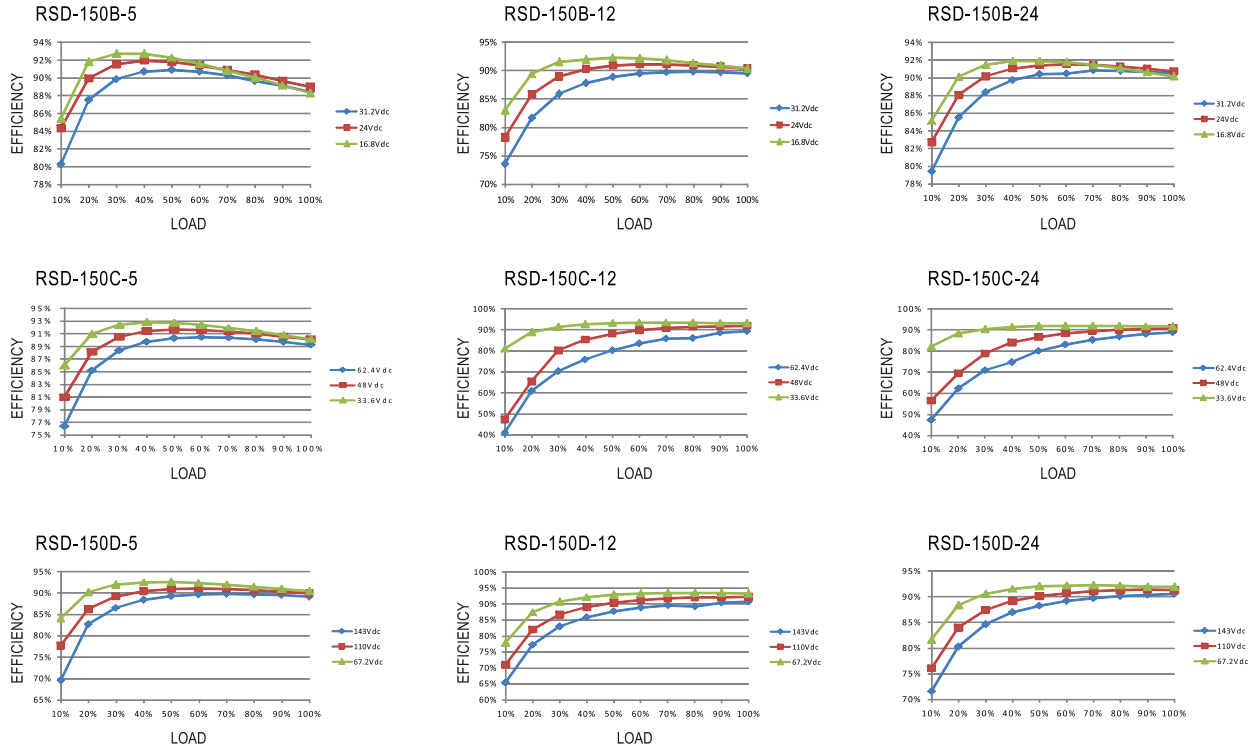 RSD-150B-5
EFFICIENCY
94%
92%
90%
88%
86%
84%
82%
80%
78%
10% 20% 30% 40% 50% 60% 70% 80% 90% 100%
LOAD
31.2Vdc
24Vdc
16.8Vdc
RSD-150B-12
EFFICIENCY
95%
90%
85%
80%
75%
70%
10% 20% 30% 40% 50% 60% 70% 80% 90% 100%
LOAD
31.2Vdc
24Vdc
16.8Vdc
RSD-150B-24
EFFICIENCY
94%
92%
90%
88%
86%
84%
82%
80%
78%
10% 20% 30% 40% 50% 60% 70% 80% 90% 100%
LOAD
31.2Vdc
24Vdc
16.8Vdc
RSD-150C-5
EFFICIENCY
95%
93%
91%
89%
87%
85%
83%
81%
79%
77%
75%
10% 20% 30% 40% 50% 60% 70% 80% 90% 100%
LOAD
62.4Vdc
48Vdc
33.6Vdc
RSD-150C-12
EFFICIENCY
100%
90%
80%
70%
60%
50%
40%
10% 20% 30% 40% 50% 60% 70% 80% 90% 100%
LOAD
62.4Vdc
48Vdc
33.6Vdc
RSD-150C-24
EFFICIENCY
100%
90%
80%
70%
60%
50%
40%
10% 20% 30% 40% 50% 60% 70% 80% 90% 100%
LOAD
62.4Vdc
48Vdc
33.6Vdc
RSD-150D-5
EFFICIENCY
95%
90%
85%
80%
75%
70%
65%
10% 20% 30% 40% 50% 60% 70% 80% 90% 100%
LOAD
143Vdc
110Vdc
67.2Vdc
RSD-150D-12
EFFICIENCY
100%
95%
90%
85%
80%
75%
70%
65%
60%
10% 20% 30% 40% 50% 60% 70% 80% 90% 100%
LOAD
143Vdc
110Vdc
67.2Vdc
RSD-150D-24
EFFICIENCY
95%
90%
85%
80%
75%
70%
10% 20% 30% 40% 50% 60% 70% 80% 90% 100%
LOAD
143Vdc
110Vdc
67.2Vdc